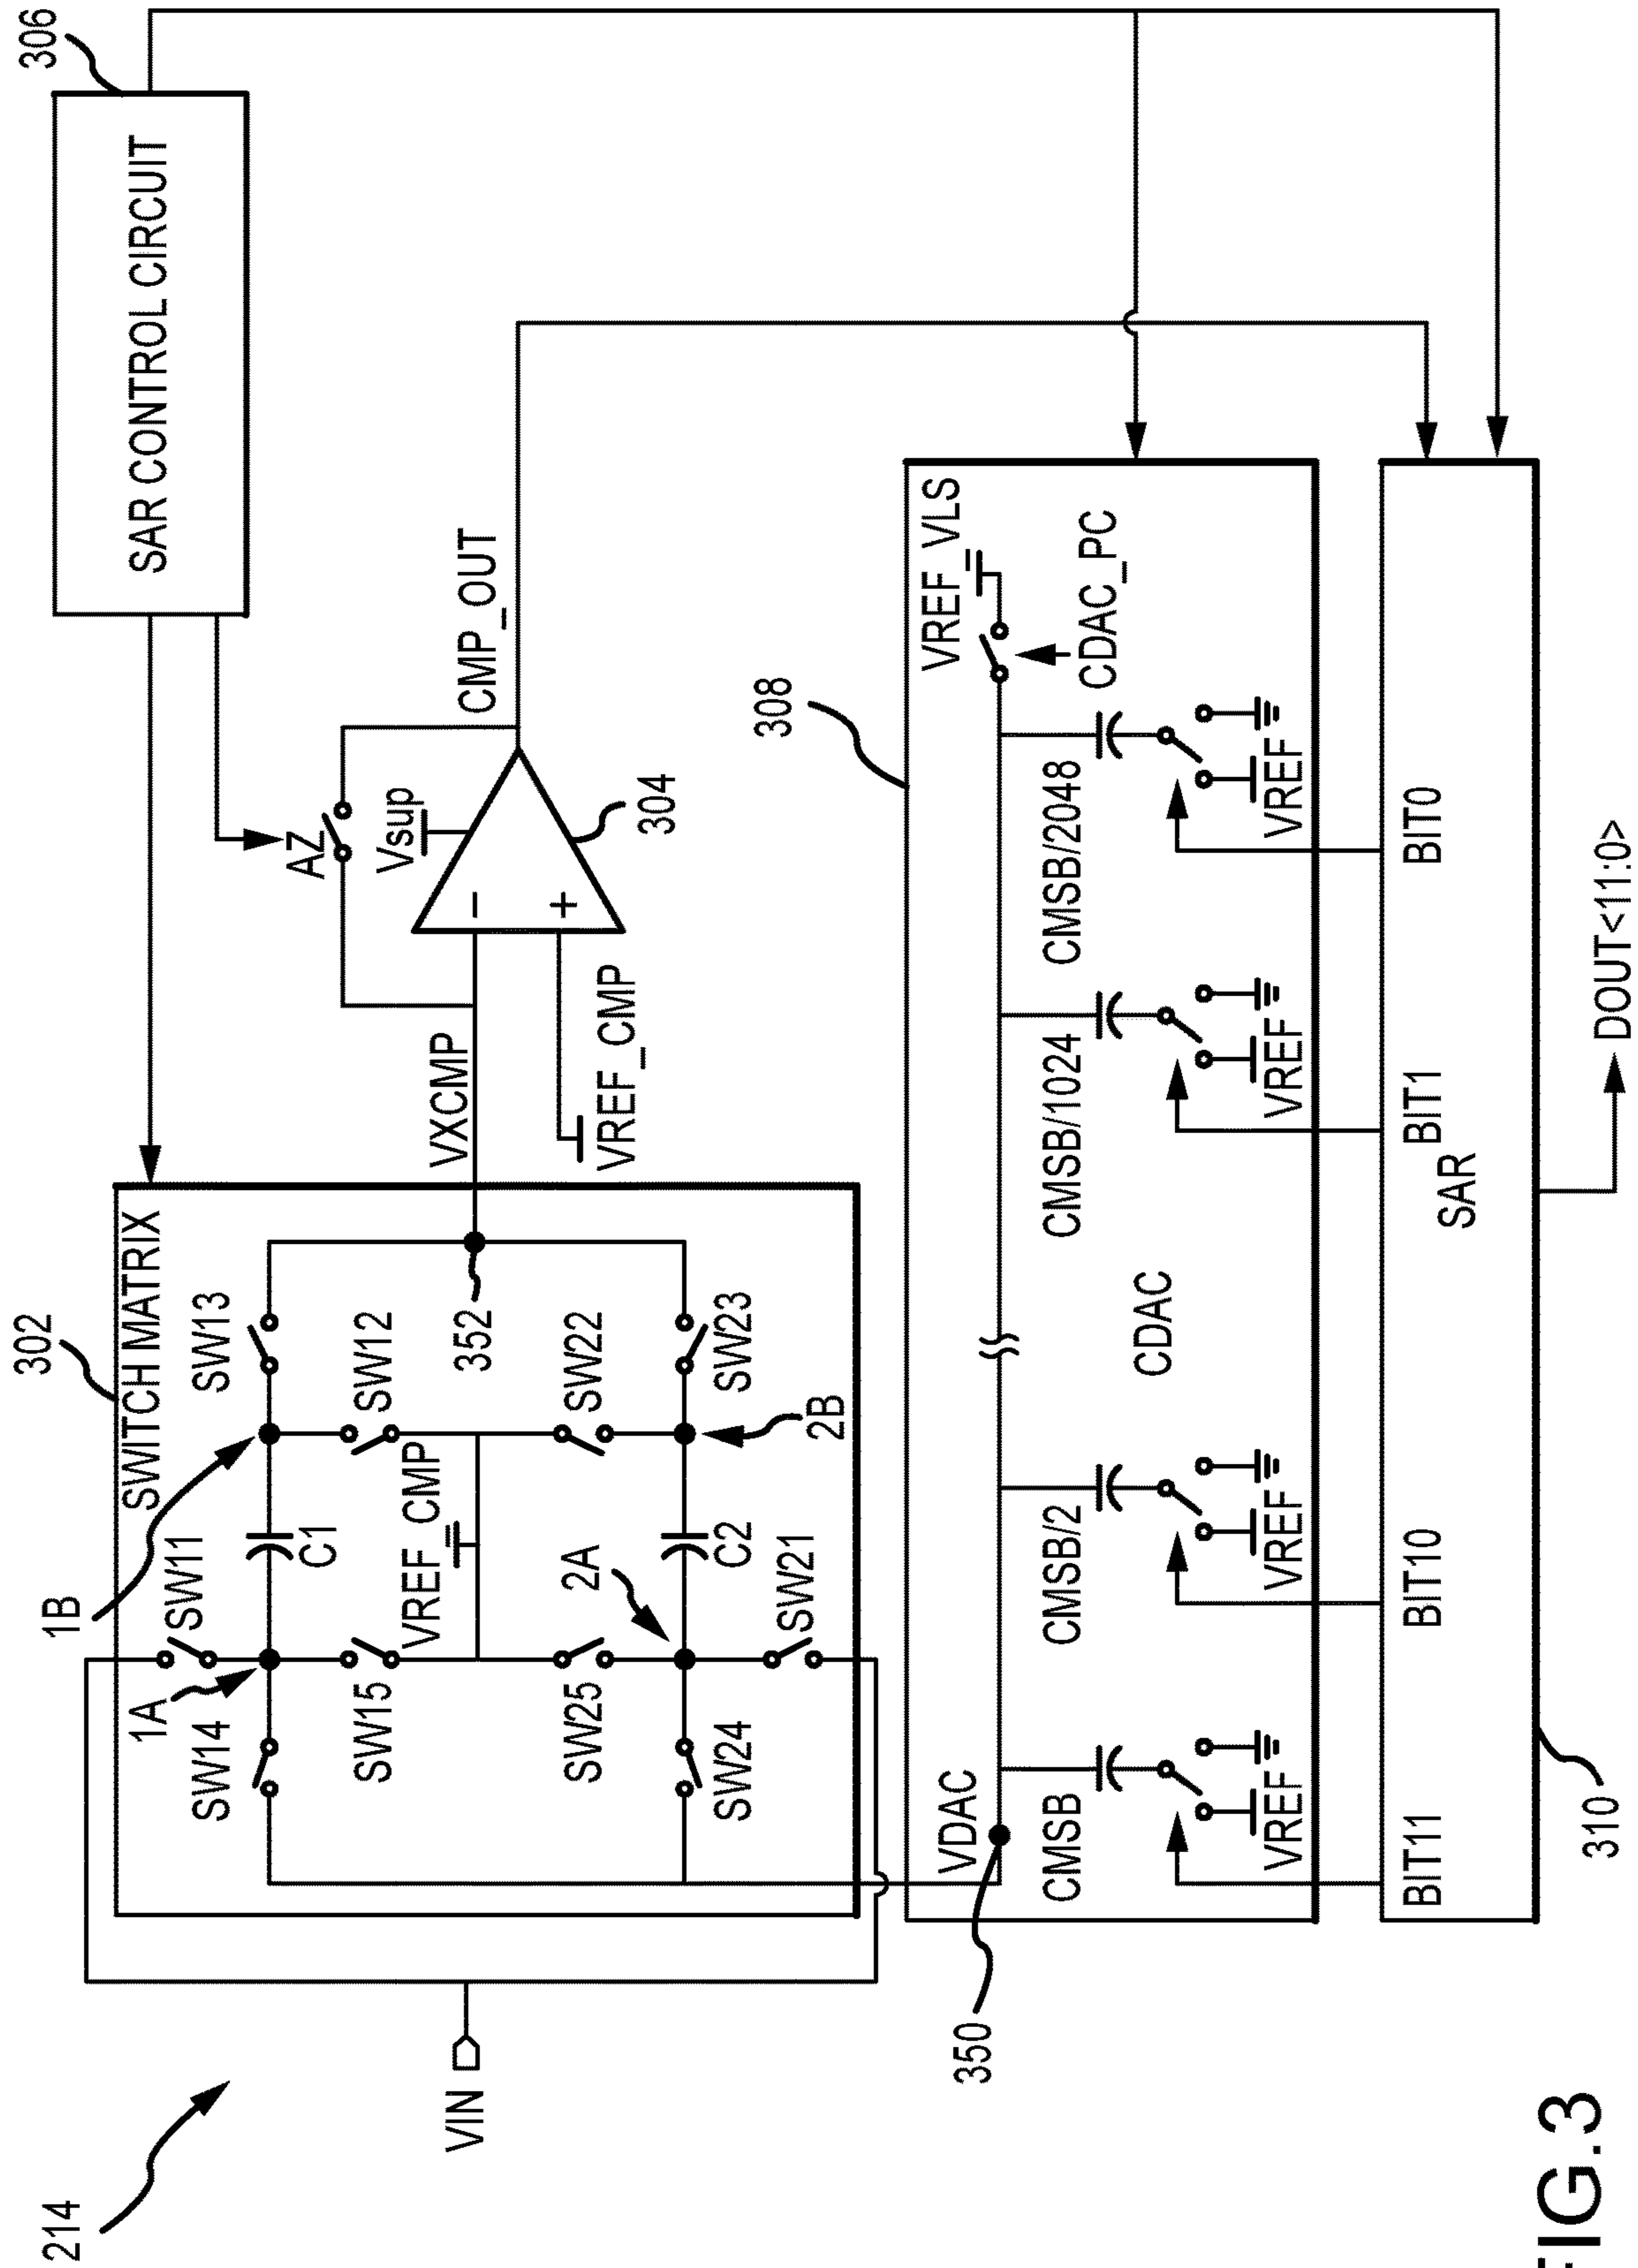 214
302
306
SWITCH MATRIX
SAR CONTROL CIRCUIT
1B
1A
SW11
SW14
SW13
C1
SW15
SW12
VREF_CMP
352
VXCMP
AZ
Vsup
CMP_OUT
VIN
SW25
2A
SW22
VREF_CMP
304
SW24
C2
SW21
SW23
2B
308
VREF_VLS
VDAC
350
CDAC_PC
CMSB
CMSB/2
CMSB/1024
CMSB/2048
CDAC
VREF
VREF
VREF
VREF
BIT11
BIT10
BIT1
BIT0
SAR
310
DOUT<11:0>
FIG.3